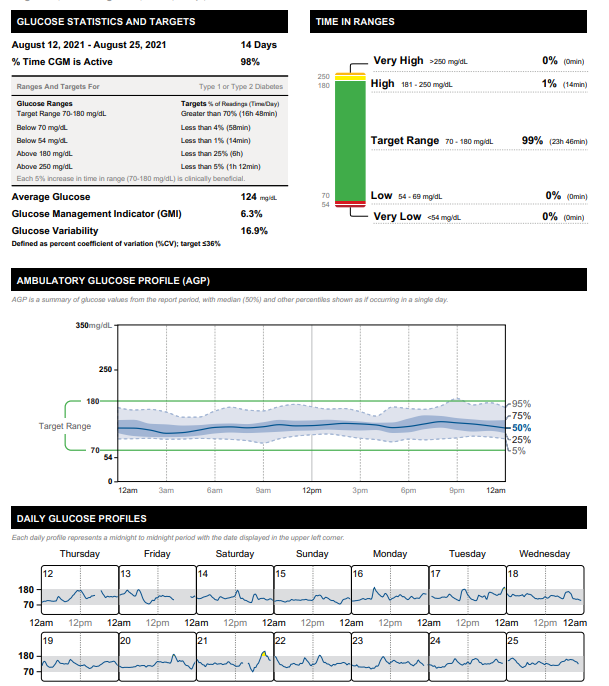 GLUCOSE STATISTICS AND TARGETS
August 12, 2021 - August 25, 2021 14 Days
% Time CGM is Active 98%
Ranges And Targets For Type 1 or Type 2 Diabetes
Glucose Ranges Targets % of Readings (Time/Day)
Target Range 70-180 mg/dL Greater than 70% (16h 48min)
Below 70 mg/dL Less than 4% (58min)
Below 54 mg/dL Less than 1% (14min)
Above 180 mg/dL Less than 25% (6h)
Above 250 mg/dL Less than 5% (1h 12min)
Each 5% increase in time in range (70-180 mg/dL) is clinically beneficial.
Average Glucose 124 mg/dL
Glucose Management Indicator (GMI) 6.3%
Glucose Variability 16.9%
Defined as percent coefficient of variation (%CV); target ≤36%
TIME IN RANGES
Very High >250 mg/dL 0% (0min)
250
High 181 - 250 mg/dL 1% (14min)
180
Target Range 70 - 180 mg/dL 99% (23h 46min)
70
Low 54 - 69 mg/dL 0% (0min)
54
Very Low <54 mg/dL 0% (0min)
AMBULATORY GLUCOSE PROFILE (AGP)
AGP is a summary of glucose values from the report period, with median (50%) and other percentiles shown as if occurring in a single day.
350mg/dL
250
180
95%
75%
Target Range
50%
25%
70
5%
54
0
12am 3am 6am 9am 12pm 3pm 6pm 9pm 12am
DAILY GLUCOSE PROFILES
Each daily profile represents a midnight to midnight period with the date displayed in the upper left corner.
Thursday Friday Saturday Sunday Monday Tuesday Wednesday
12 13 14 15 16 17 18
180
70
12am 12pm 12am 12pm 12am 12pm 12am 12pm 12am 12pm 12am 12pm 12am 12pm 12am
19 20 21 22 23 24 25
180
70